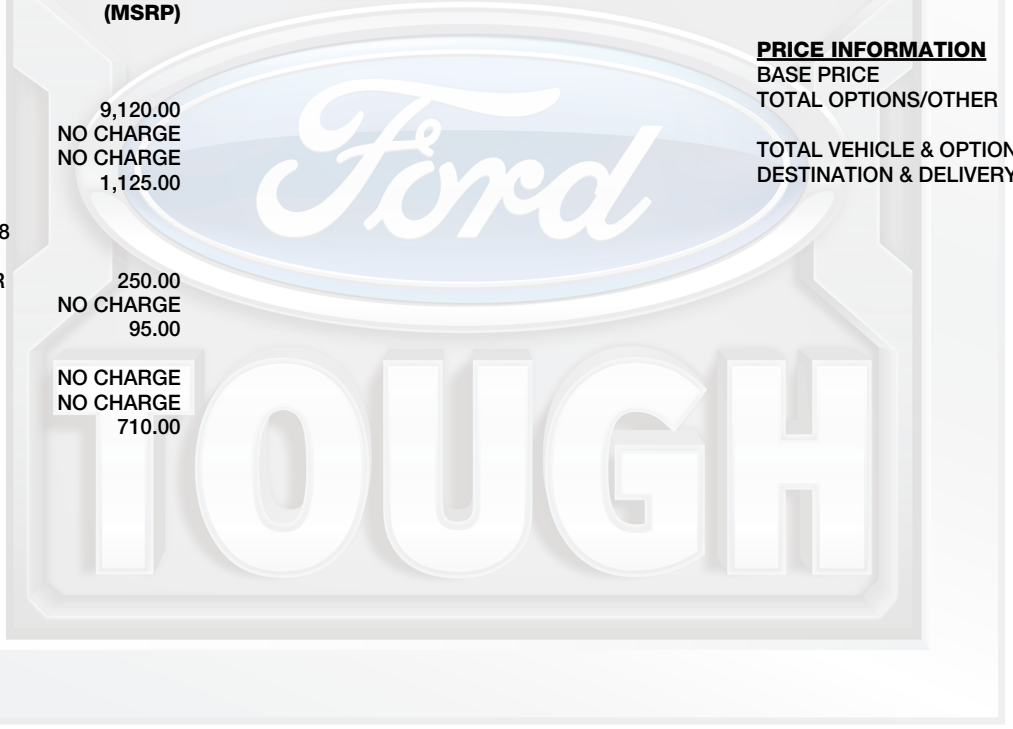 (MSRP)
9,120.00
NO CHARGE
NO CHARGE
1,125.00
8
R 250.00
NO CHARGE
95.00
NO CHARGE
NO CHARGE
710.00
PRICE INFORMATION
BASE PRICE
TOTAL OPTIONS/OTHER
TOTAL VEHICLE & OPTION
DESTINATION & DELIVERY
Ford
TOUGH